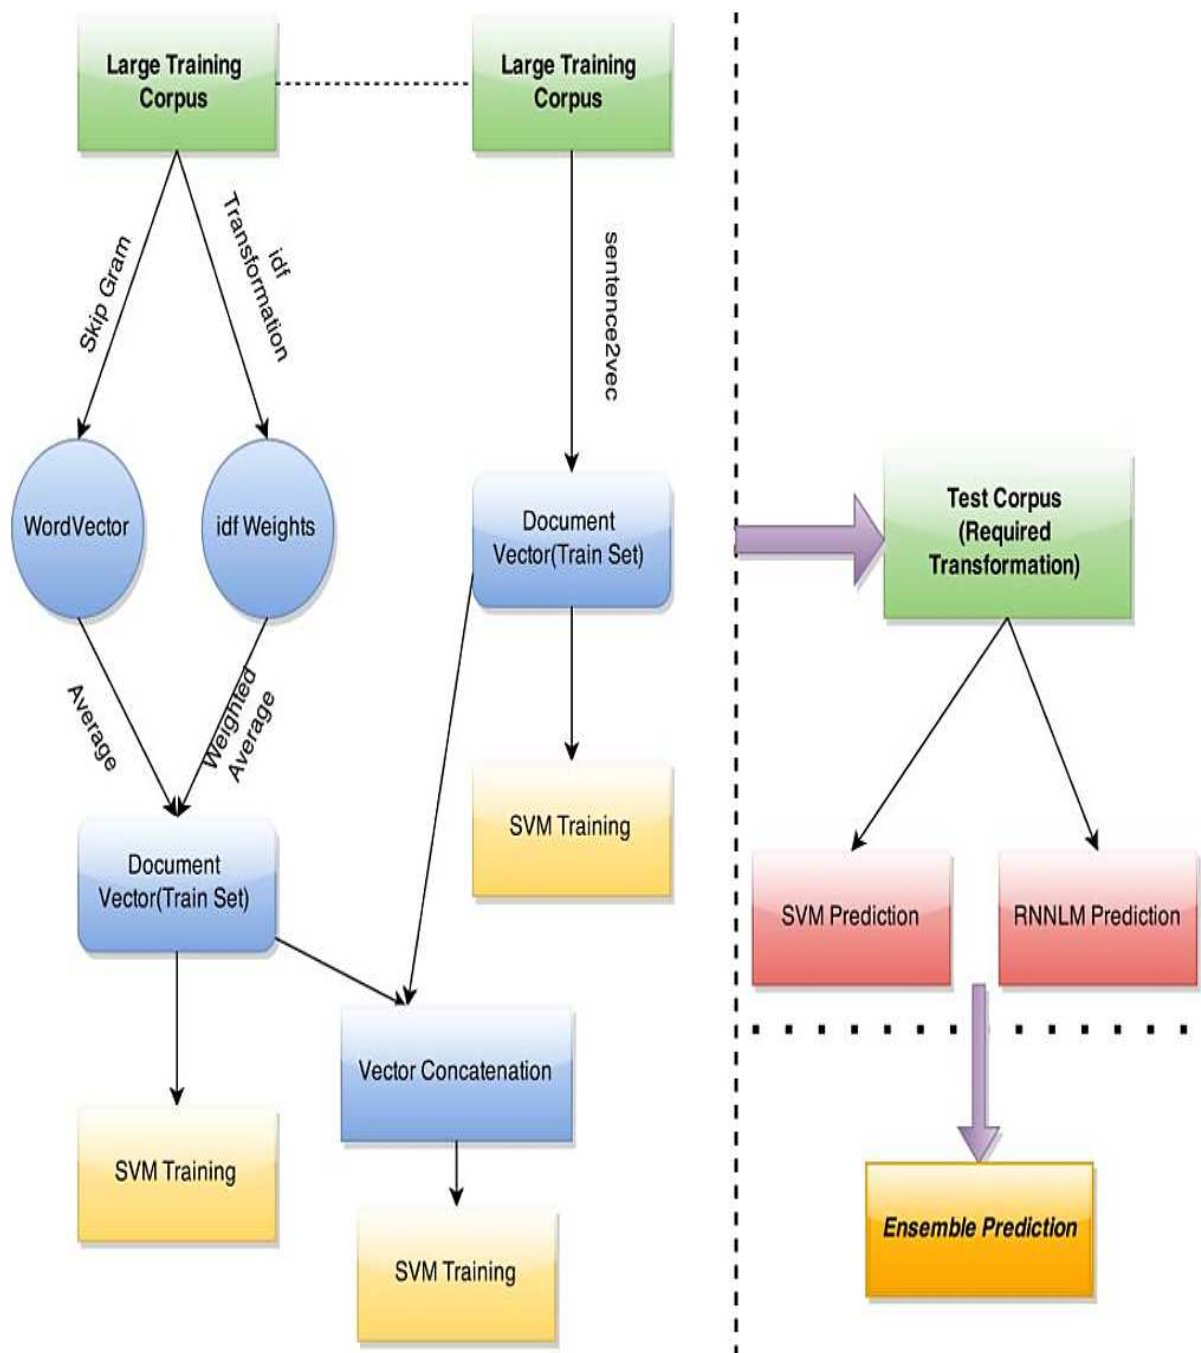 Large Training
Corpus
Large Training
Corpus
Skip Gram
idf
Transformation
sentence2vec
WordVector
idf Weights
Document
Vector(Train Set)
Test Corpus
(Required
Transformation)
Average
Weighted
Average
SVM Training
Document
Vector(Train Set)
SVM Prediction
RNNLM Prediction
Vector Concatenation
SVM Training
Ensemble Prediction
SVM Training